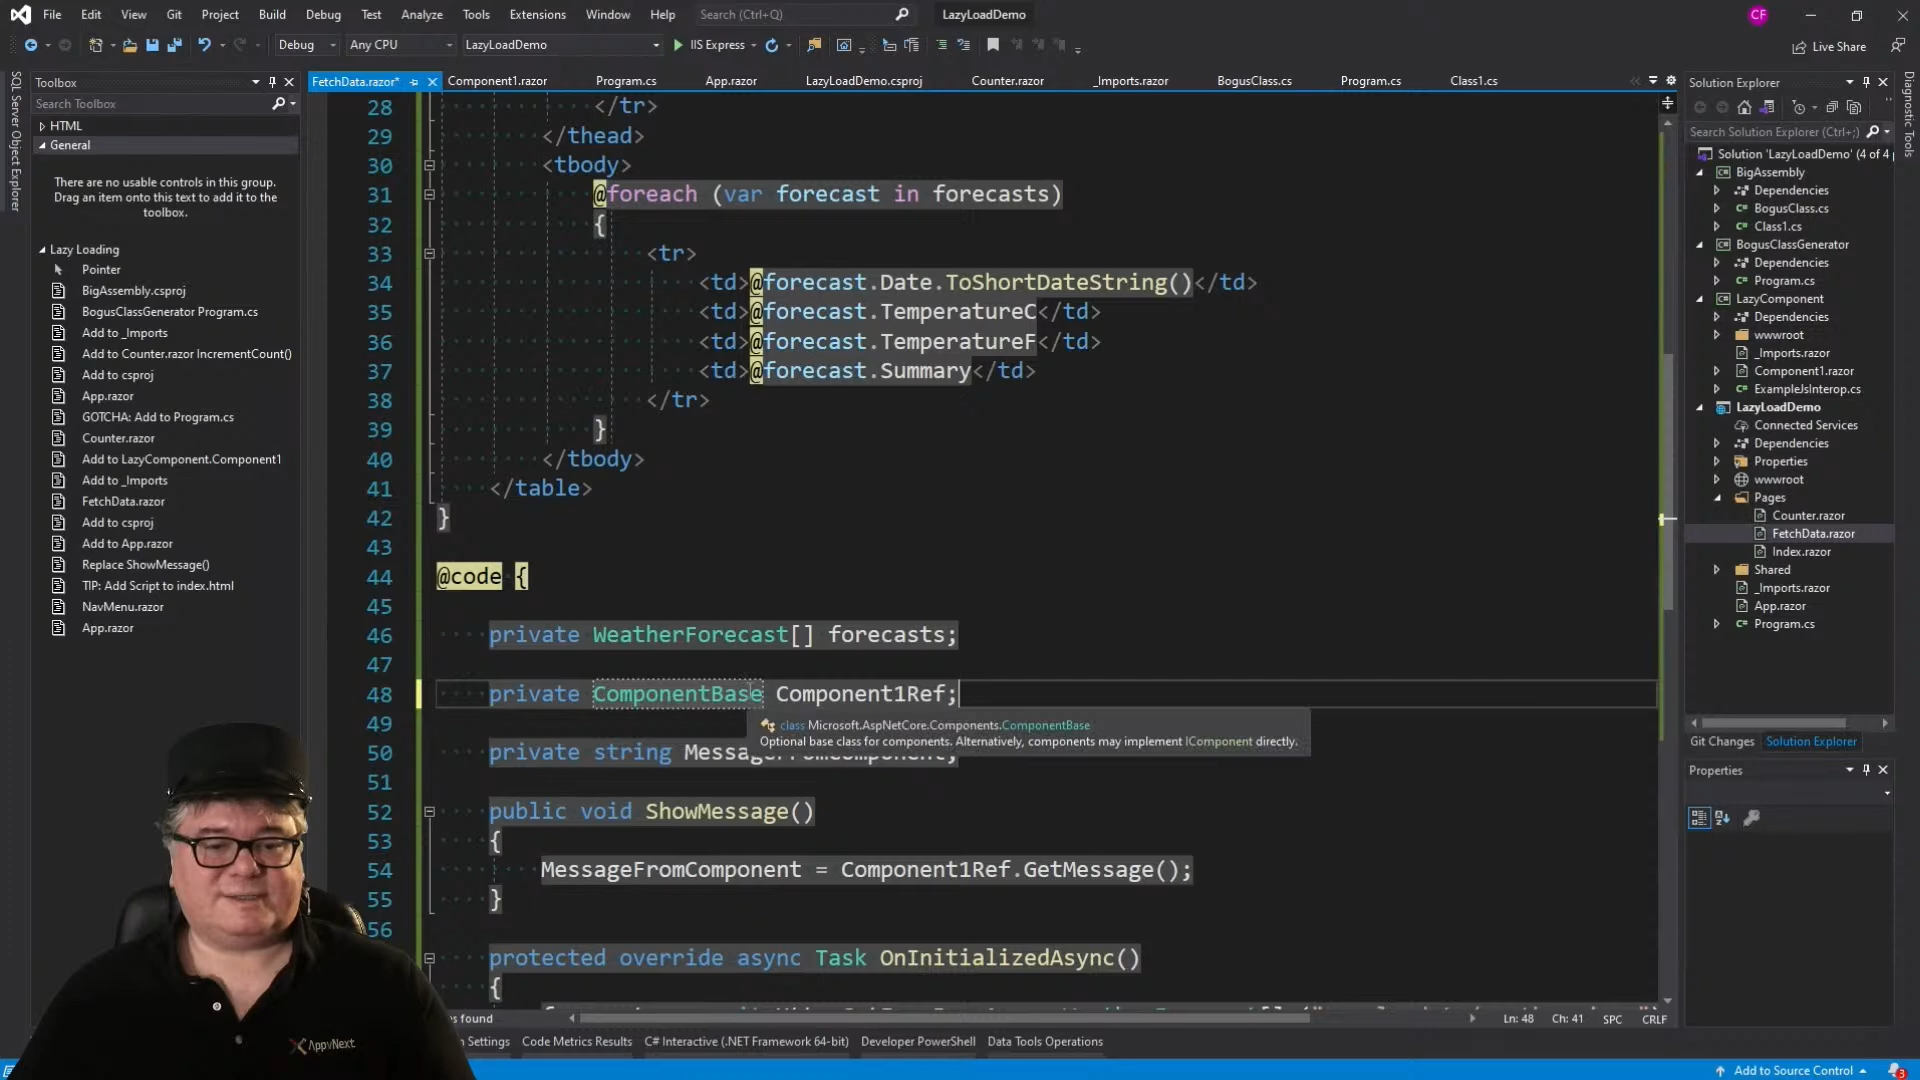 File Edit View Git Project Build Debug Test Analyze Tools Extensions Window Help Search (Ctrl+Q) LazyLoadDemo CF
Debug Any CPU LazyLoadDemo IIS Express Live Share
SQL Server Object Explorer
Toolbox
Search Toolbox
HTML
General
There are no usable controls in this group.
Drag an item onto this text to add it to the
toolbox.
Lazy Loading
Pointer
BigAssembly.csproj
BogusClassGenerator Program.cs
Add to _Imports
Add to Counter.razor IncrementCount()
Add to csproj
App.razor
GOTCHA: Add to Program.cs
Counter.razor
Add to LazyComponent.Component1
Add to _Imports
FetchData.razor
Add to csproj
Add to App.razor
Replace ShowMessage()
TIP: Add Script to index.html
NavMenu.razor
App.razor
FetchData.razor* Component1.razor Program.cs App.razor LazyLoadDemo.csproj Counter.razor _Imports.razor BogusClass.cs Program.cs Class1.cs
28 </tr>
29 </thead>
30 <tbody>
31 @foreach (var forecast in forecasts)
32 {
33 <tr>
34 <td>@forecast.Date.ToShortDateString()</td>
35 <td>@forecast.TemperatureC</td>
36 <td>@forecast.TemperatureF</td>
37 <td>@forecast.Summary</td>
38 </tr>
39 }
40 </tbody>
41 </table>
42 }
43
44 @code {
45
46 private WeatherForecast[] forecasts;
47
48 private ComponentBase Component1Ref;
49
class Microsoft.AspNetCore.Components.ComponentBase
Optional base class for components. Alternatively, components may implement IComponent directly.
50 private string MessageFromComponent;
51
52 public void ShowMessage()
53 {
54 MessageFromComponent = Component1Ref.GetMessage();
55 }
56
protected override async Task OnInitializedAsync()
{
es found Ln: 48 Ch: 41 SPC CRLF
n Settings Code Metrics Results C# Interactive (.NET Framework 64-bit) Developer PowerShell Data Tools Operations
Add to Source Control 3
Solution Explorer
Search Solution Explorer (Ctrl+;)
Solution 'LazyLoadDemo' (4 of 4
BigAssembly
Dependencies
BogusClass.cs
Class1.cs
BogusClassGenerator
Dependencies
Program.cs
LazyComponent
Dependencies
wwwroot
_Imports.razor
Component1.razor
ExampleJsInterop.cs
LazyLoadDemo
Connected Services
Dependencies
Properties
wwwroot
Pages
Counter.razor
FetchData.razor
Index.razor
Shared
_Imports.razor
App.razor
Program.cs
Git Changes Solution Explorer
Properties
Diagnostic Tools
AppvNext